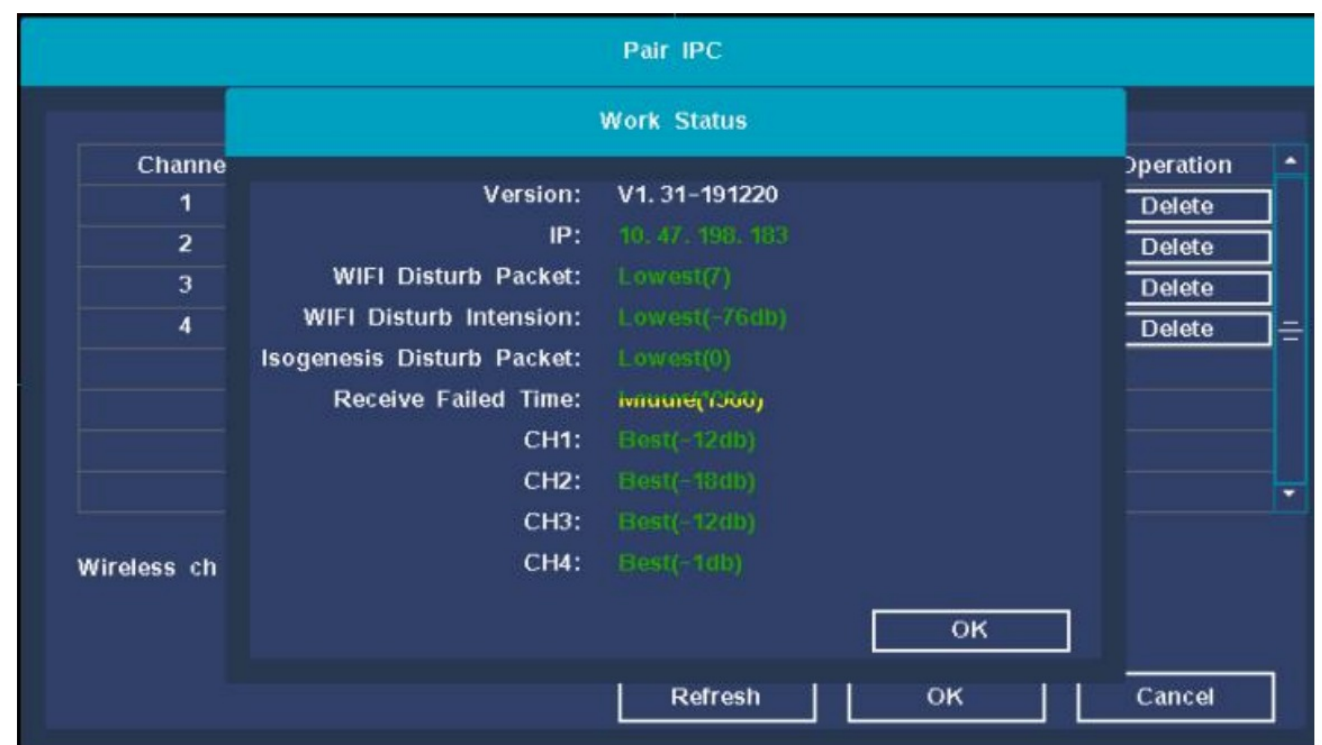 Pair IPC
Work Status
Channe
Operation
Version: V1.31-191220
1
Delete
IP: 10.47.198.183
2
Delete
WIFI Disturb Packet: Lowest(7)
3
Delete
WIFI Disturb Intension: Lowest(-76db)
4
Delete
Isogenesis Disturb Packet: Lowest(0)
Receive Failed Time:
CH1: Best(-12db)
CH2: Best(-18db)
CH3: Best(-12db)
CH4: Best(-1db)
Wireless ch
OK
Refresh
OK
Cancel